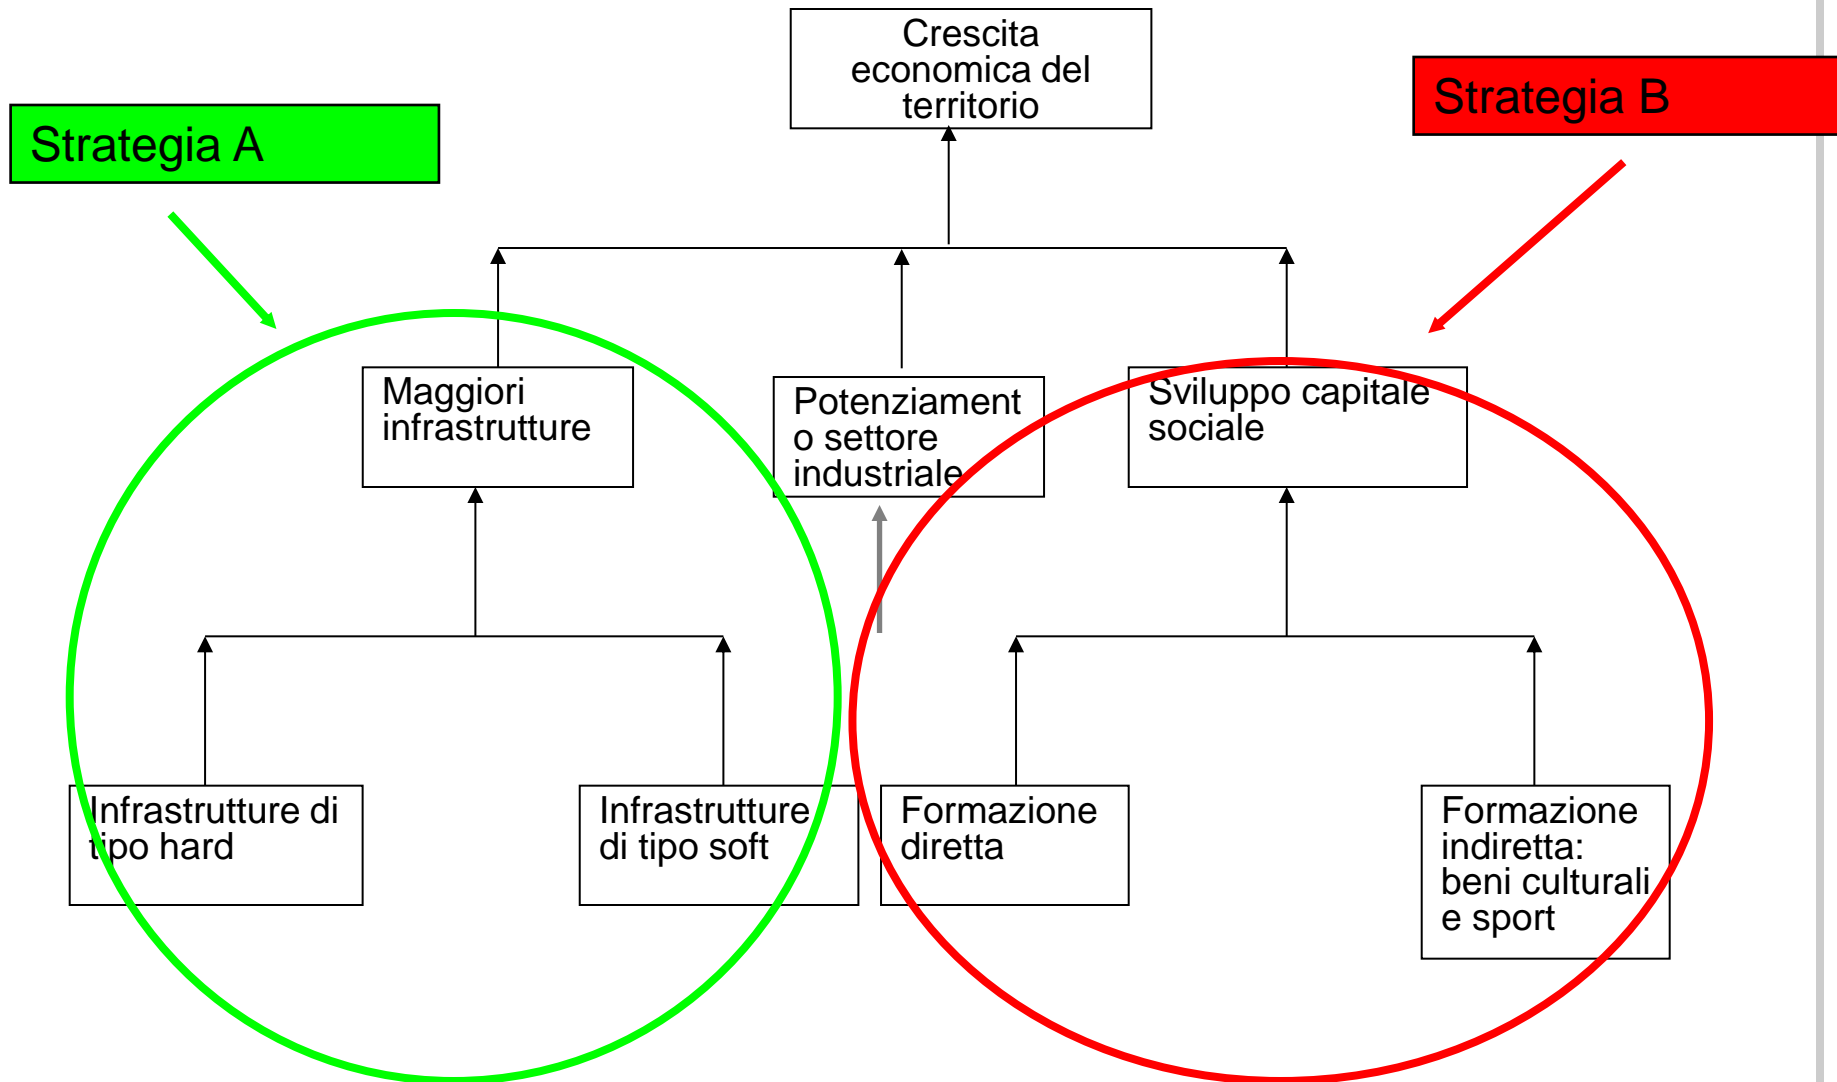 Crescita
economica del
territorio
Strategia A
Strategia B
Maggiori
infrastrutture
Potenziament
o settore
industriale
Sviluppo capitale
sociale
Infrastrutture di
tipo hard
Infrastrutture
di tipo soft
Formazione
diretta
Formazione
indiretta:
beni culturali
e sport